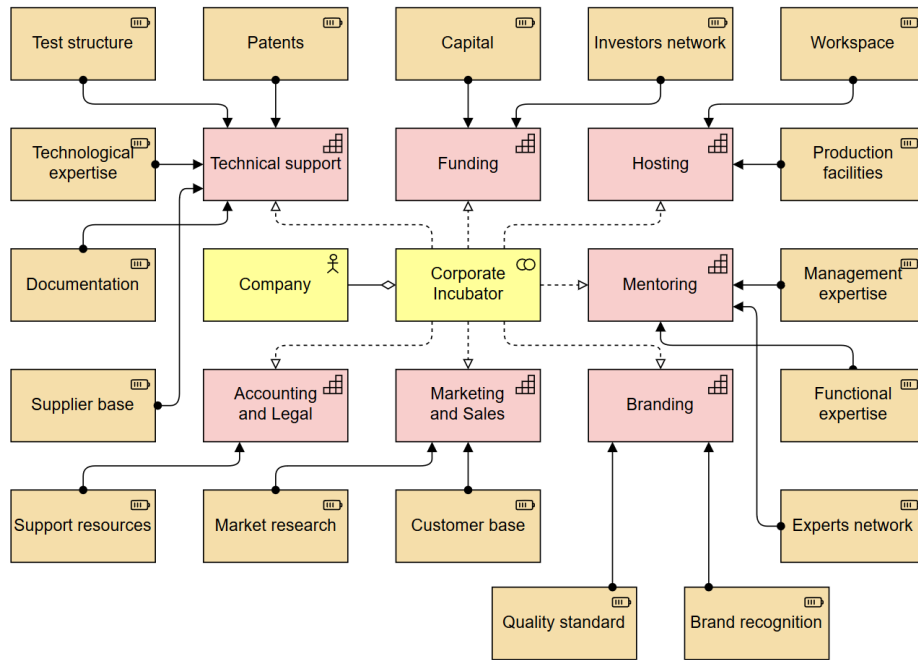 Test structure
Patents
Capital
Investors network
Workspace
Technological
expertise
Technical support
Funding
Hosting
Production
facilities
Documentation
Company
Corporate
Incubator
Mentoring
Management
expertise
Supplier base
Accounting
and Legal
Marketing
and Sales
Branding
Functional
expertise
Support resources
Market research
Customer base
Experts network
Quality standard
Brand recognition